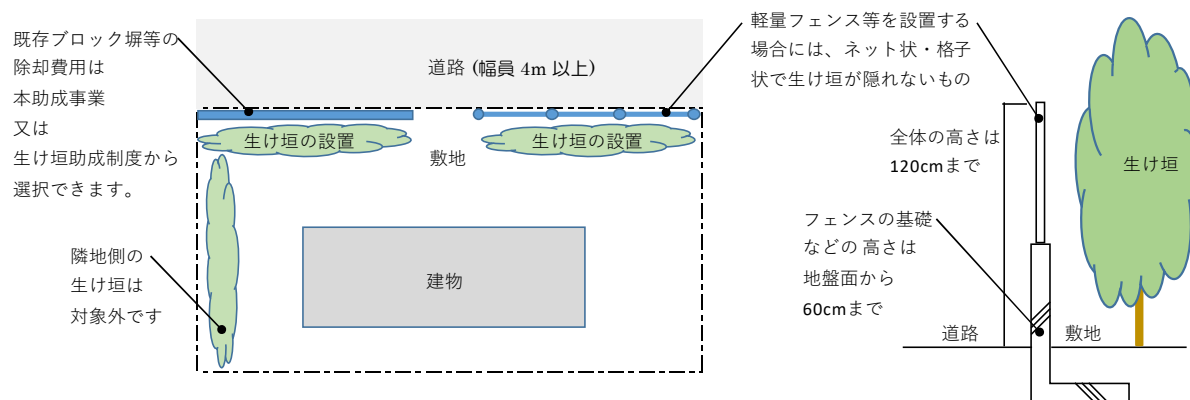 既存ブロック塀等の
除却費用は
本助成事業
又は
生け垣助成制度から
選択できます。
隣地側の
生け垣は
対象外です
道路 (幅員 4m 以上)
生け垣の設置
生け垣の設置
敷地
建物
軽量フェンス等を設置する
場合には、ネット状・格子
状で生け垣が隠れないもの
全体の高さは
120cmまで
生け垣
フェンスの基礎
などの 高さは
地盤面から
60cmまで
道路
敷地